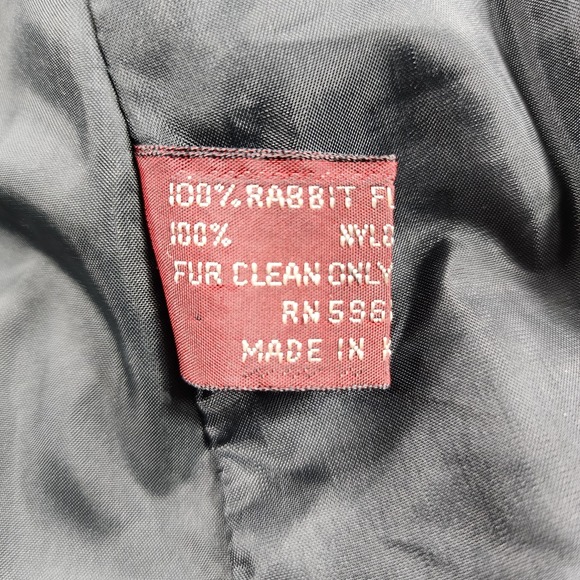 100% RABBIT FU
100% NYLO
FUR CLEAN ONLY
RN 596
MADE IN K